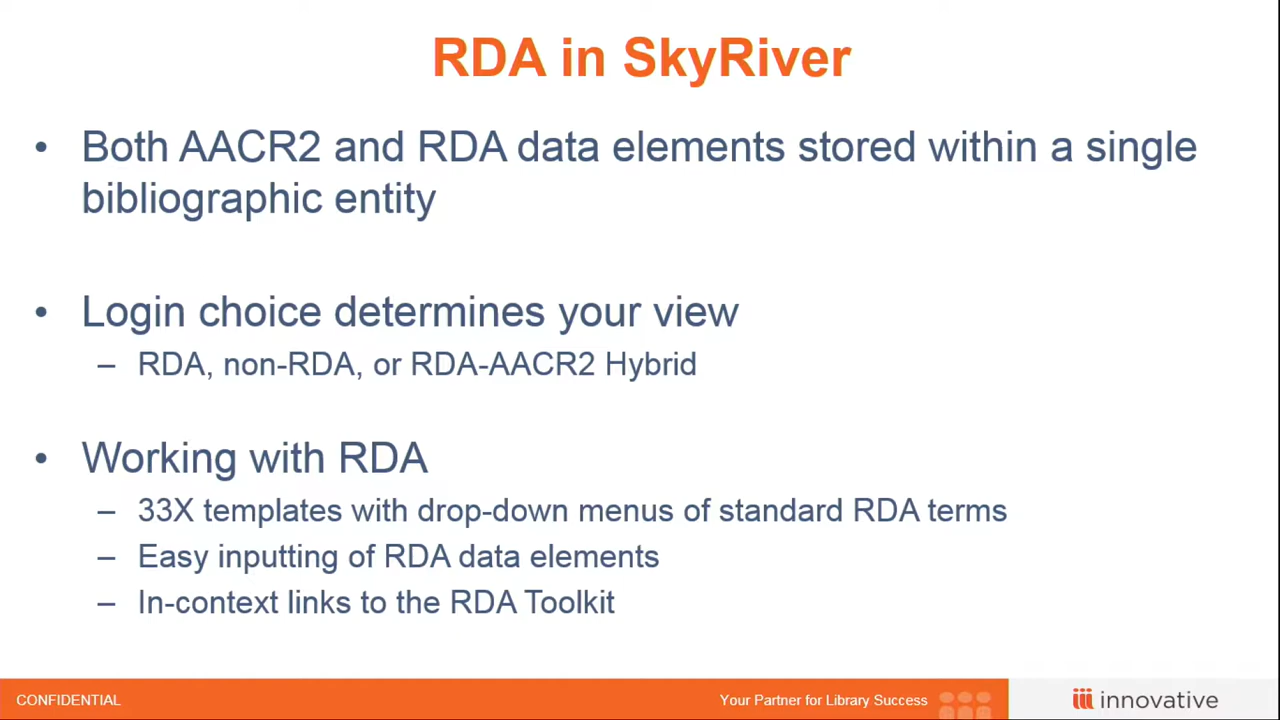 RDA in SkyRiver
• Both AACR2 and RDA data elements stored within a single
bibliographic entity
• Login choice determines your view
– RDA, non-RDA, or RDA-AACR2 Hybrid
• Working with RDA
– 33X templates with drop-down menus of standard RDA terms
– Easy inputting of RDA data elements
– In-context links to the RDA Toolkit
CONFIDENTIAL
Your Partner for Library Success
innovative